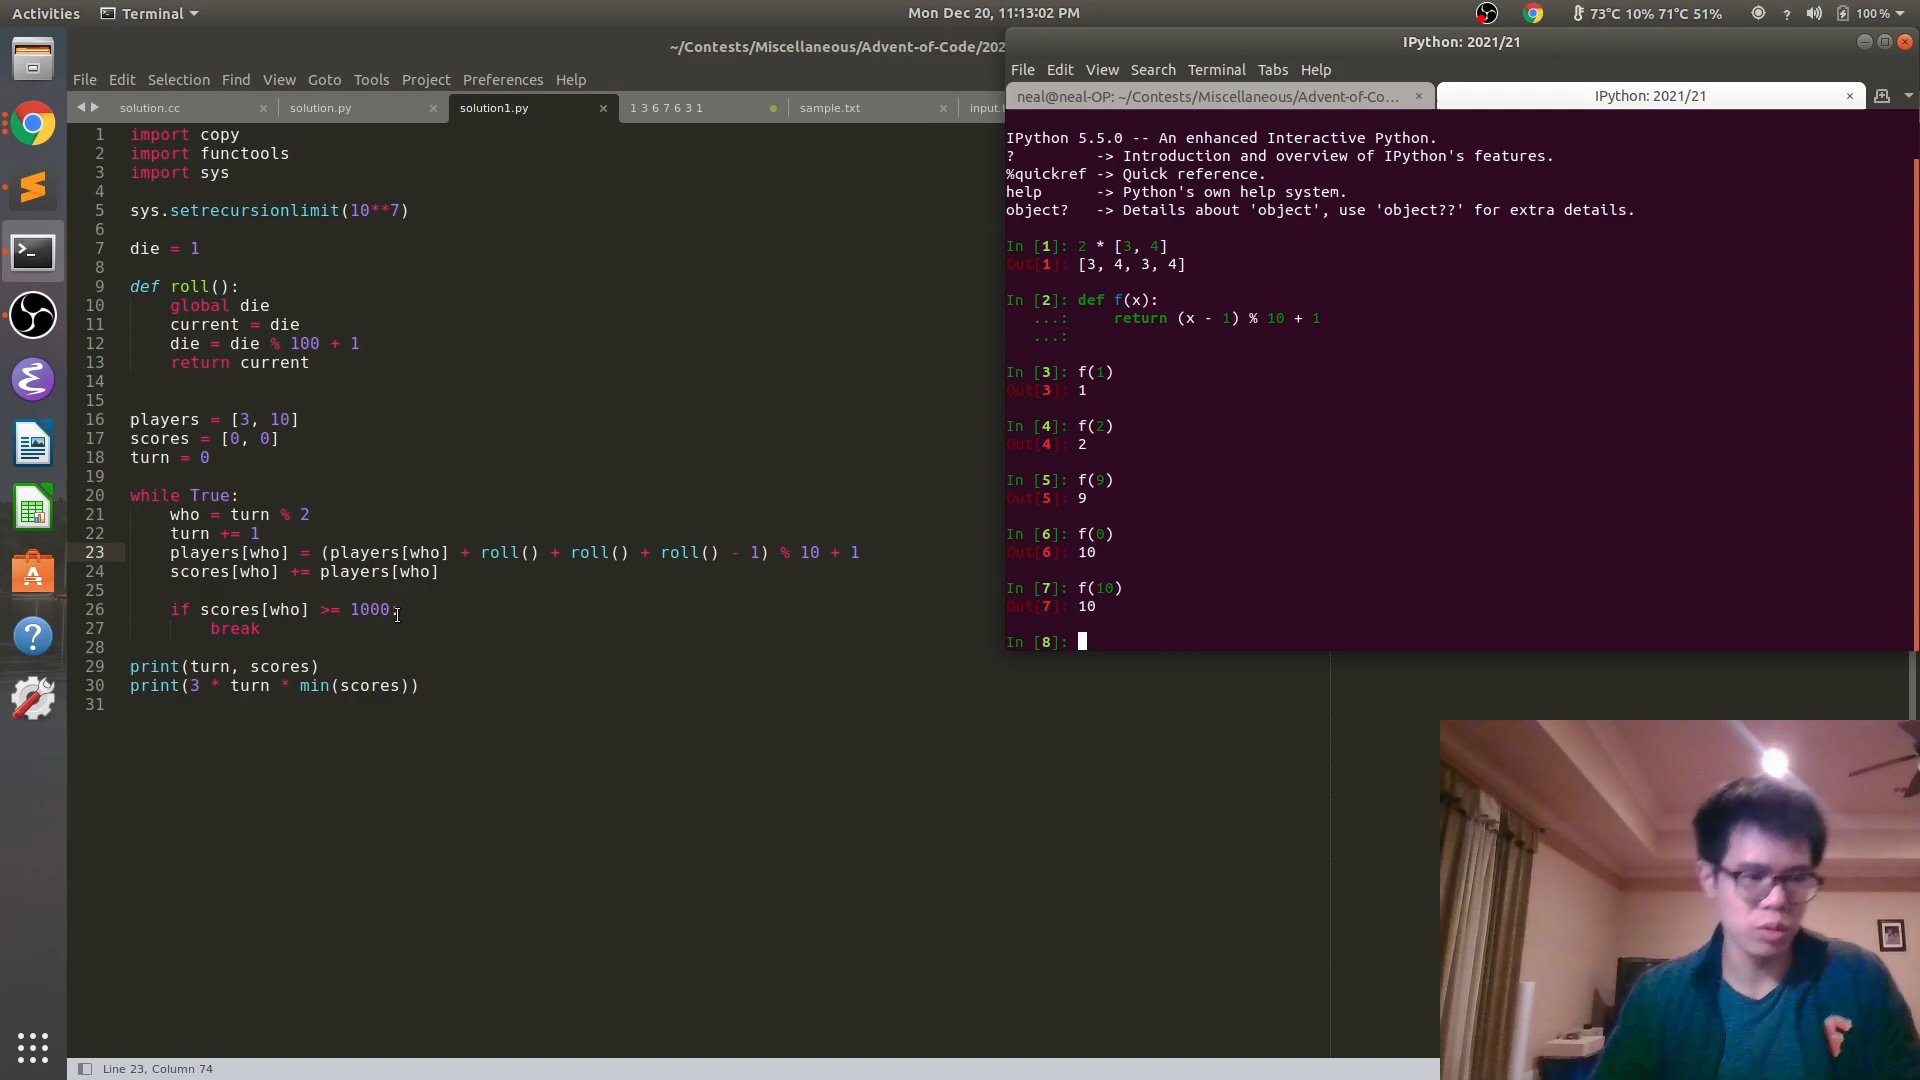 Activities
Terminal
Mon Dec 20, 11:13:02 PM
73°C 10% 71°C 51%
?
100 %
~/Contests/Miscellaneous/Advent-of-Code/202
File Edit Selection Find View Goto Tools Project Preferences Help
solution.cc
solution.py
solution1.py
1 3 6 7 6 3 1
sample.txt
input.
1 import copy
2 import functools
3 import sys
4
5 sys.setrecursionlimit(10**7)
6
7 die = 1
8
9 def roll():
10 global die
11 current = die
12 die = die % 100 + 1
13 return current
14
15
16 players = [3, 10]
17 scores = [0, 0]
18 turn = 0
19
20 while True:
21 who = turn % 2
22 turn += 1
23 players[who] = (players[who] + roll() + roll() + roll() - 1) % 10 + 1
24 scores[who] += players[who]
25
26 if scores[who] >= 1000:
27 break
28
29 print(turn, scores)
30 print(3 * turn * min(scores))
31
Line 23, Column 74
IPython: 2021/21
File Edit View Search Terminal Tabs Help
neal@neal-OP: ~/Contests/Miscellaneous/Advent-of-Co...
IPython: 2021/21
IPython 5.5.0 -- An enhanced Interactive Python.
? -> Introduction and overview of IPython's features.
%quickref -> Quick reference.
help -> Python's own help system.
object? -> Details about 'object', use 'object??' for extra details.
In [1]: 2 * [3, 4]
Out[1]: [3, 4, 3, 4]
In [2]: def f(x):
...: return (x - 1) % 10 + 1
...:
In [3]: f(1)
Out[3]: 1
In [4]: f(2)
Out[4]: 2
In [5]: f(9)
Out[5]: 9
In [6]: f(0)
Out[6]: 10
In [7]: f(10)
Out[7]: 10
In [8]: